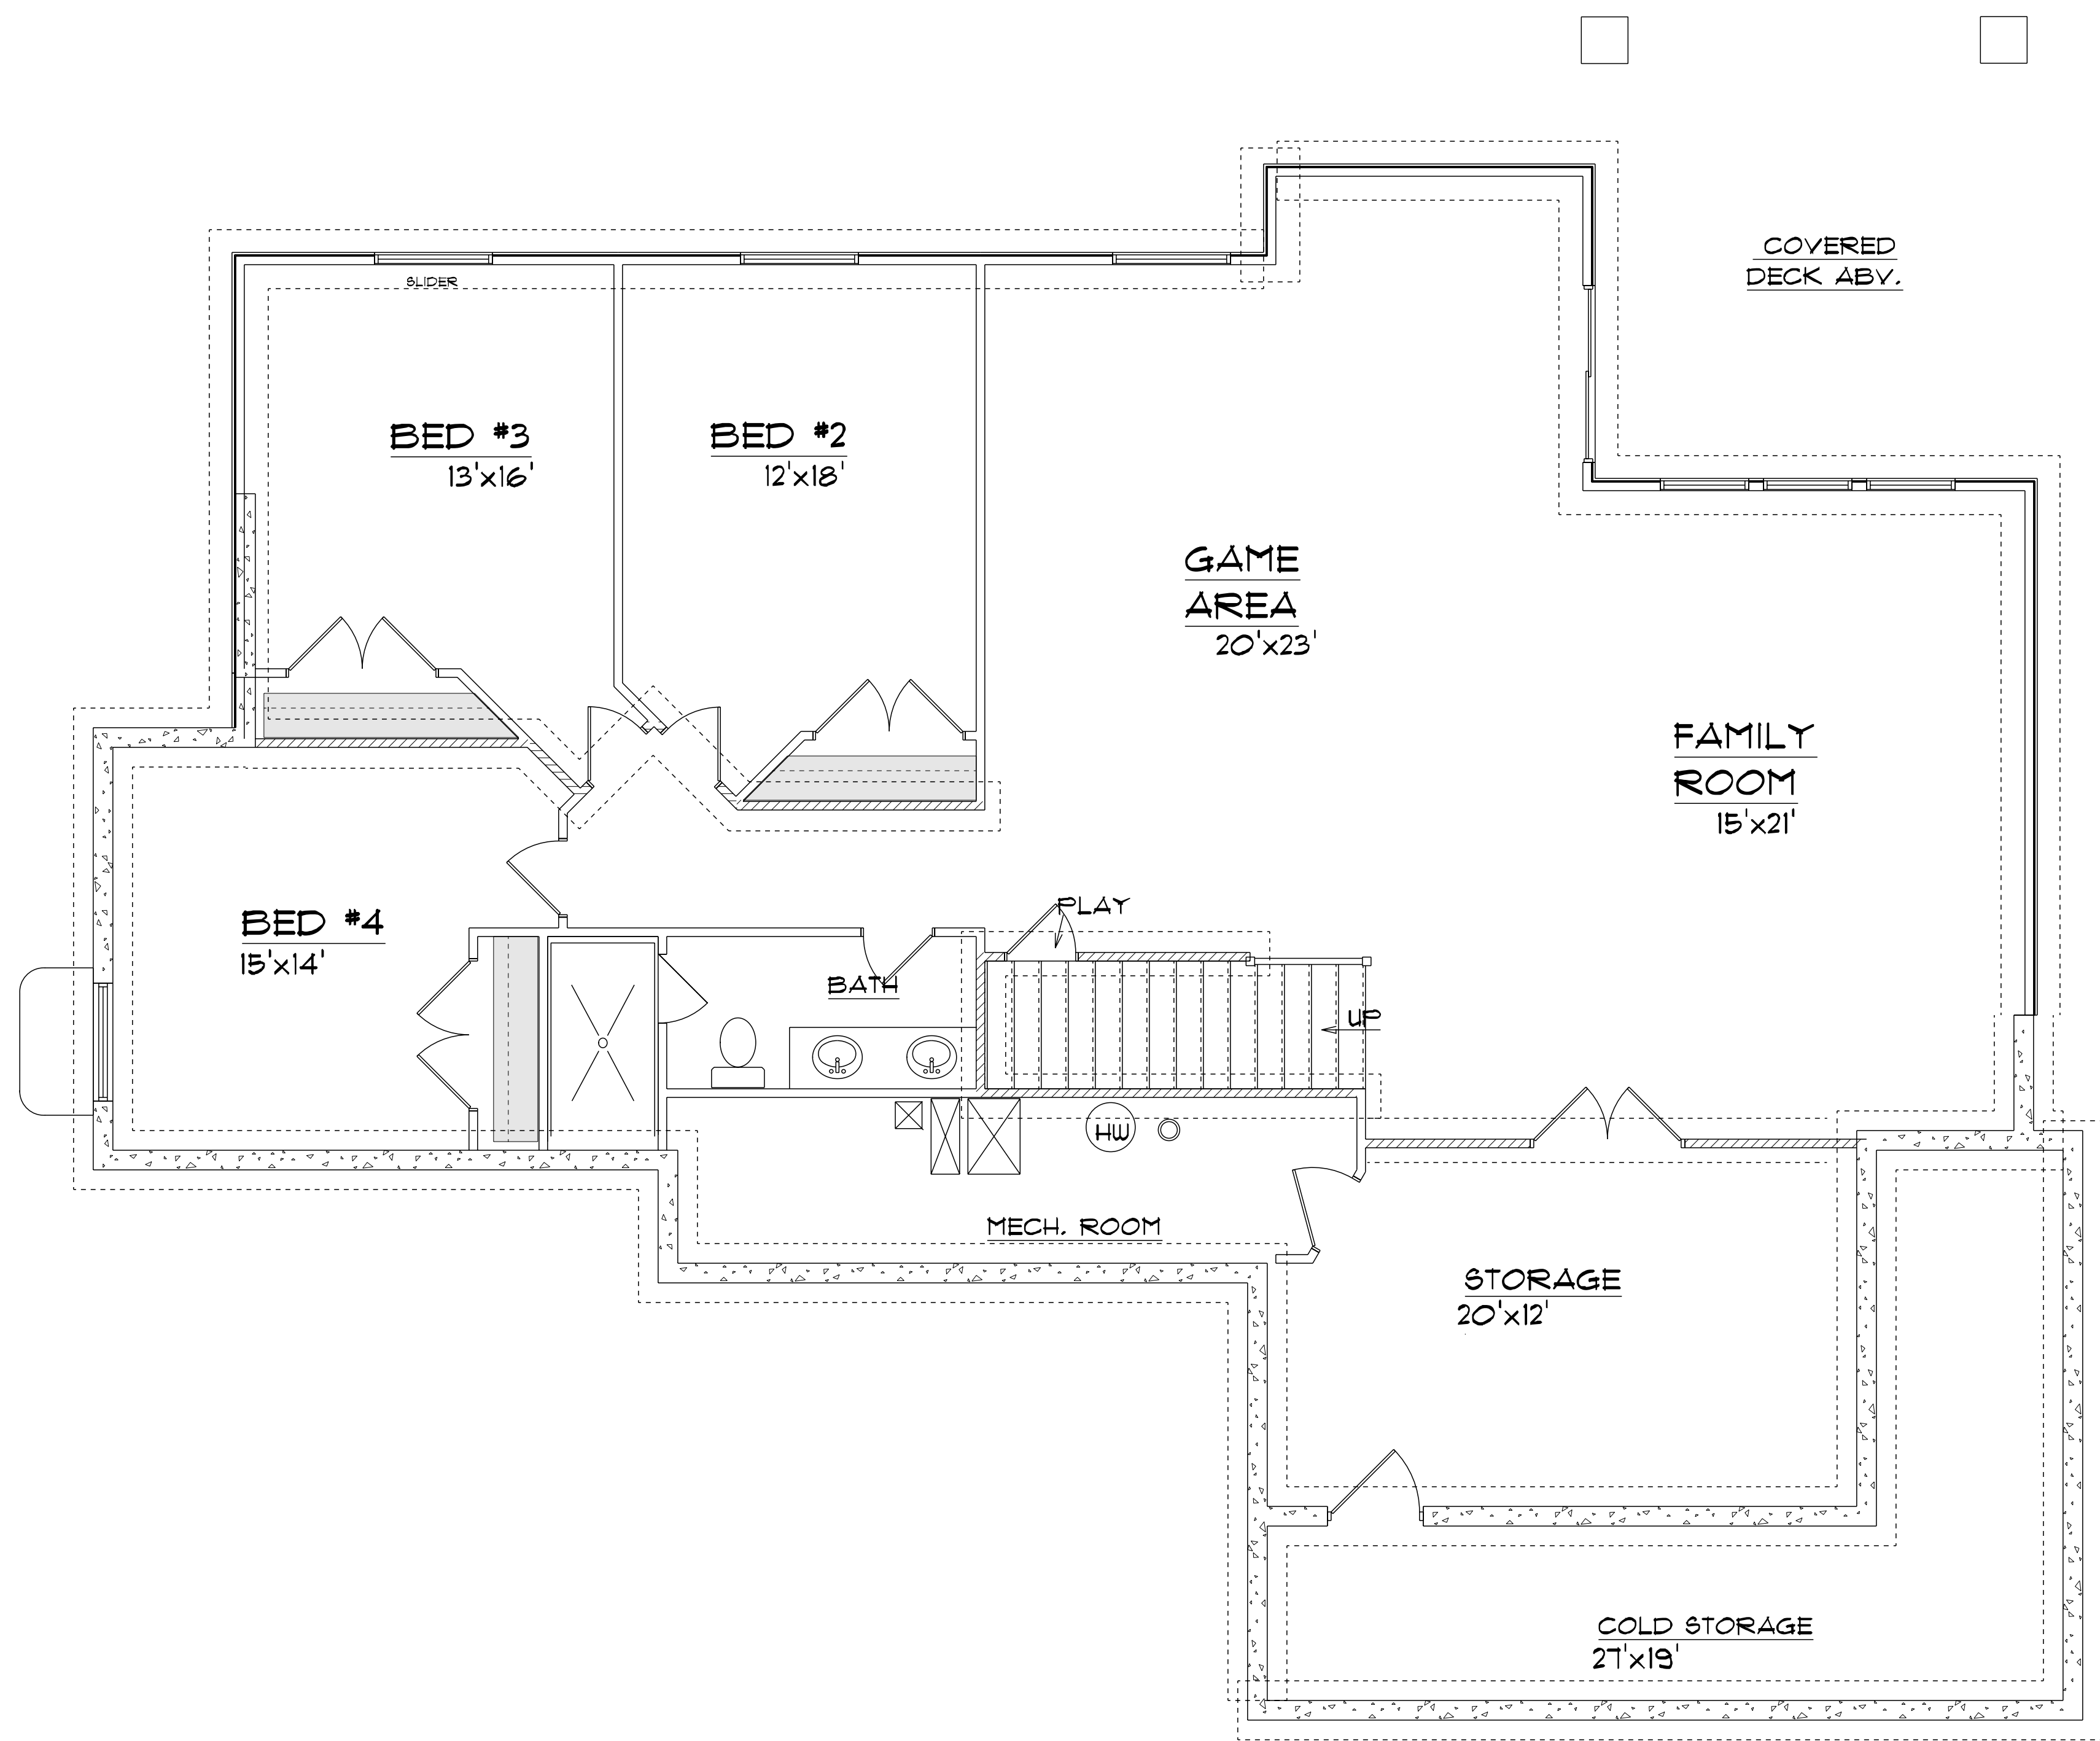 COVERED
DECK ABV.
SLIDER
BED #3
13'x16'
BED #2
12'x18'
GAME
AREA
20'x23'
FAMILY
ROOM
15'x21'
PLAY
BED #4
15'x14'
BATH
UP
HW
MECH. ROOM
STORAGE
20'x12'
COLD STORAGE
27'x19'